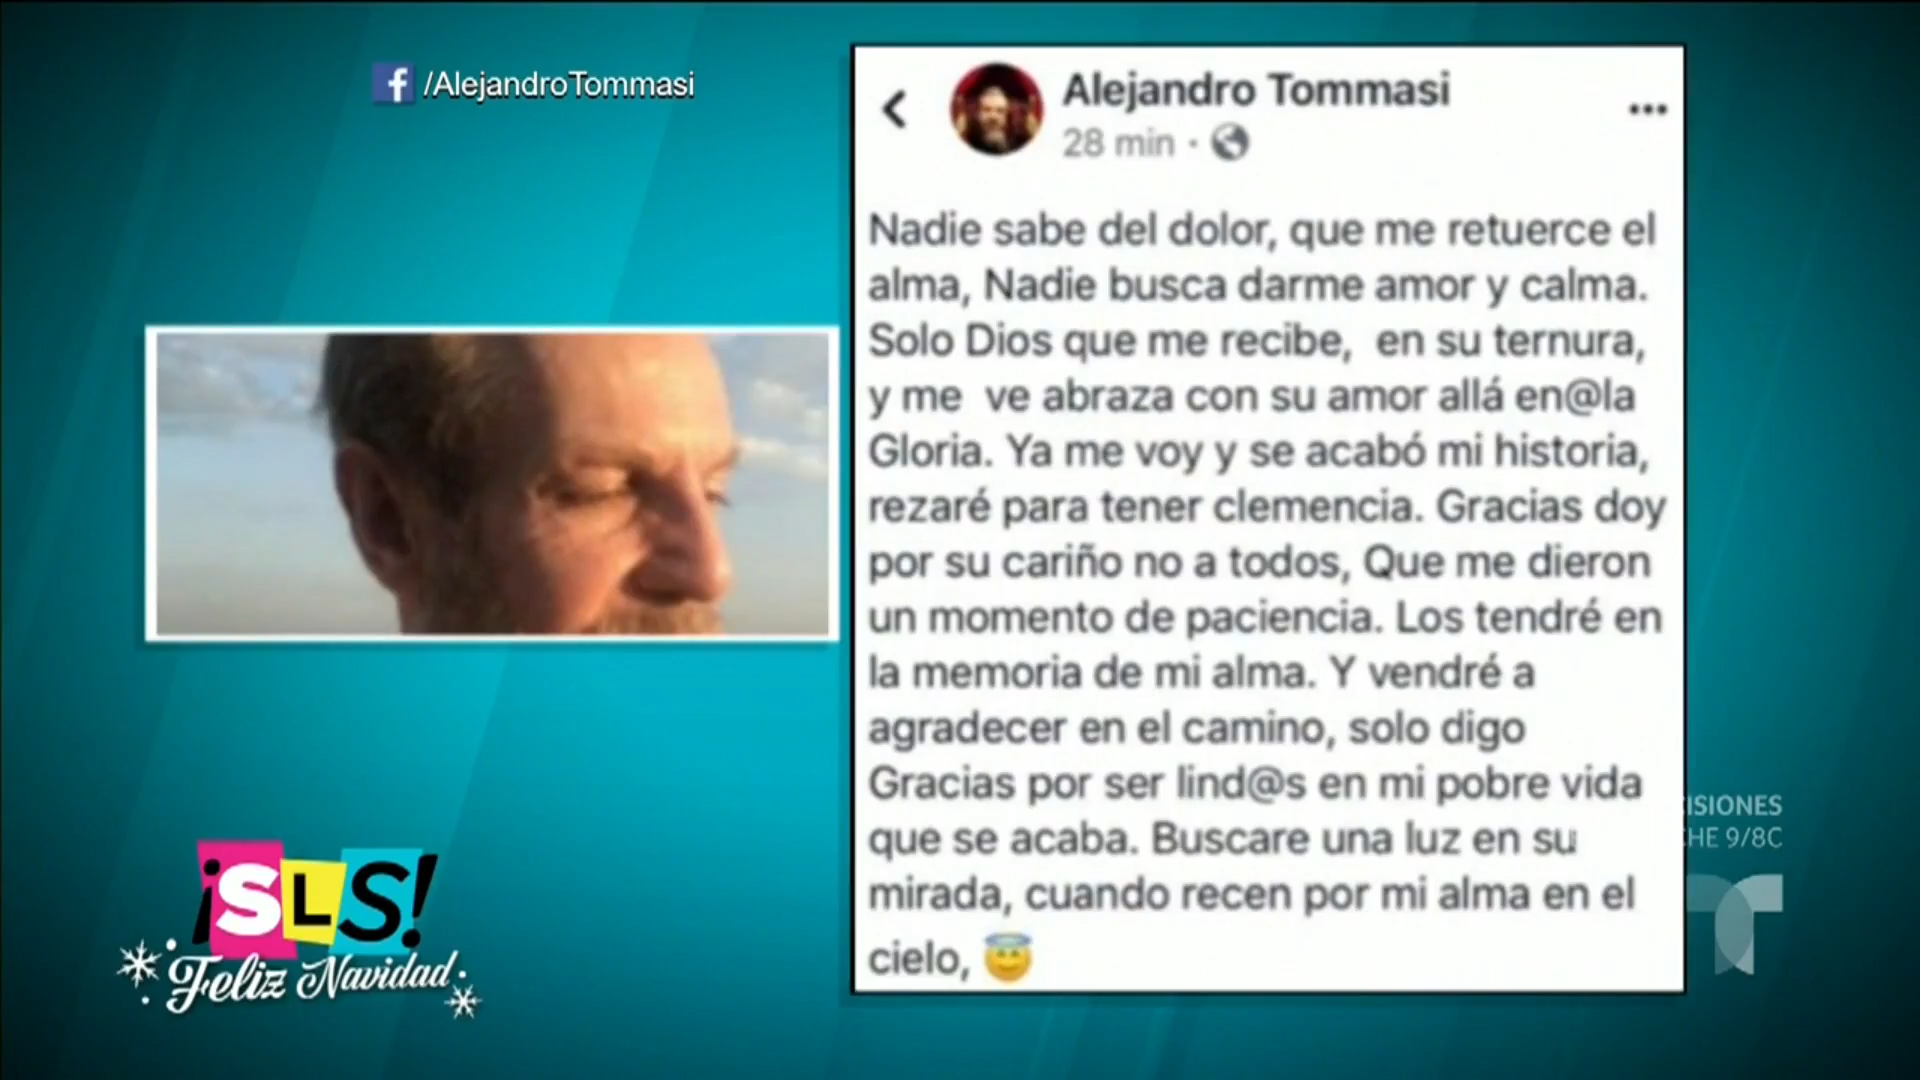 /AlejandroTommasi
Alejandro Tommasi
28 min
Nadie sabe del dolor, que me retuerce el
alma, Nadie busca darme amor y calma.
Solo Dios que me recibe,  en su ternura,
y me  ve abraza con su amor allá en@la
Gloria. Ya me voy y se acabó mi historia,
rezaré para tener clemencia. Gracias doy
por su cariño no a todos, Que me dieron
un momento de paciencia. Los tendré en
la memoria de mi alma. Y vendré a
agradecer en el camino, solo digo
Gracias por ser lind@s en mi pobre vida
que se acaba. Buscare una luz en su
mirada, cuando recen por mi alma en el
cielo, 😇
¡SLS!
Feliz Navidad
ISIONES
HE 9/8C